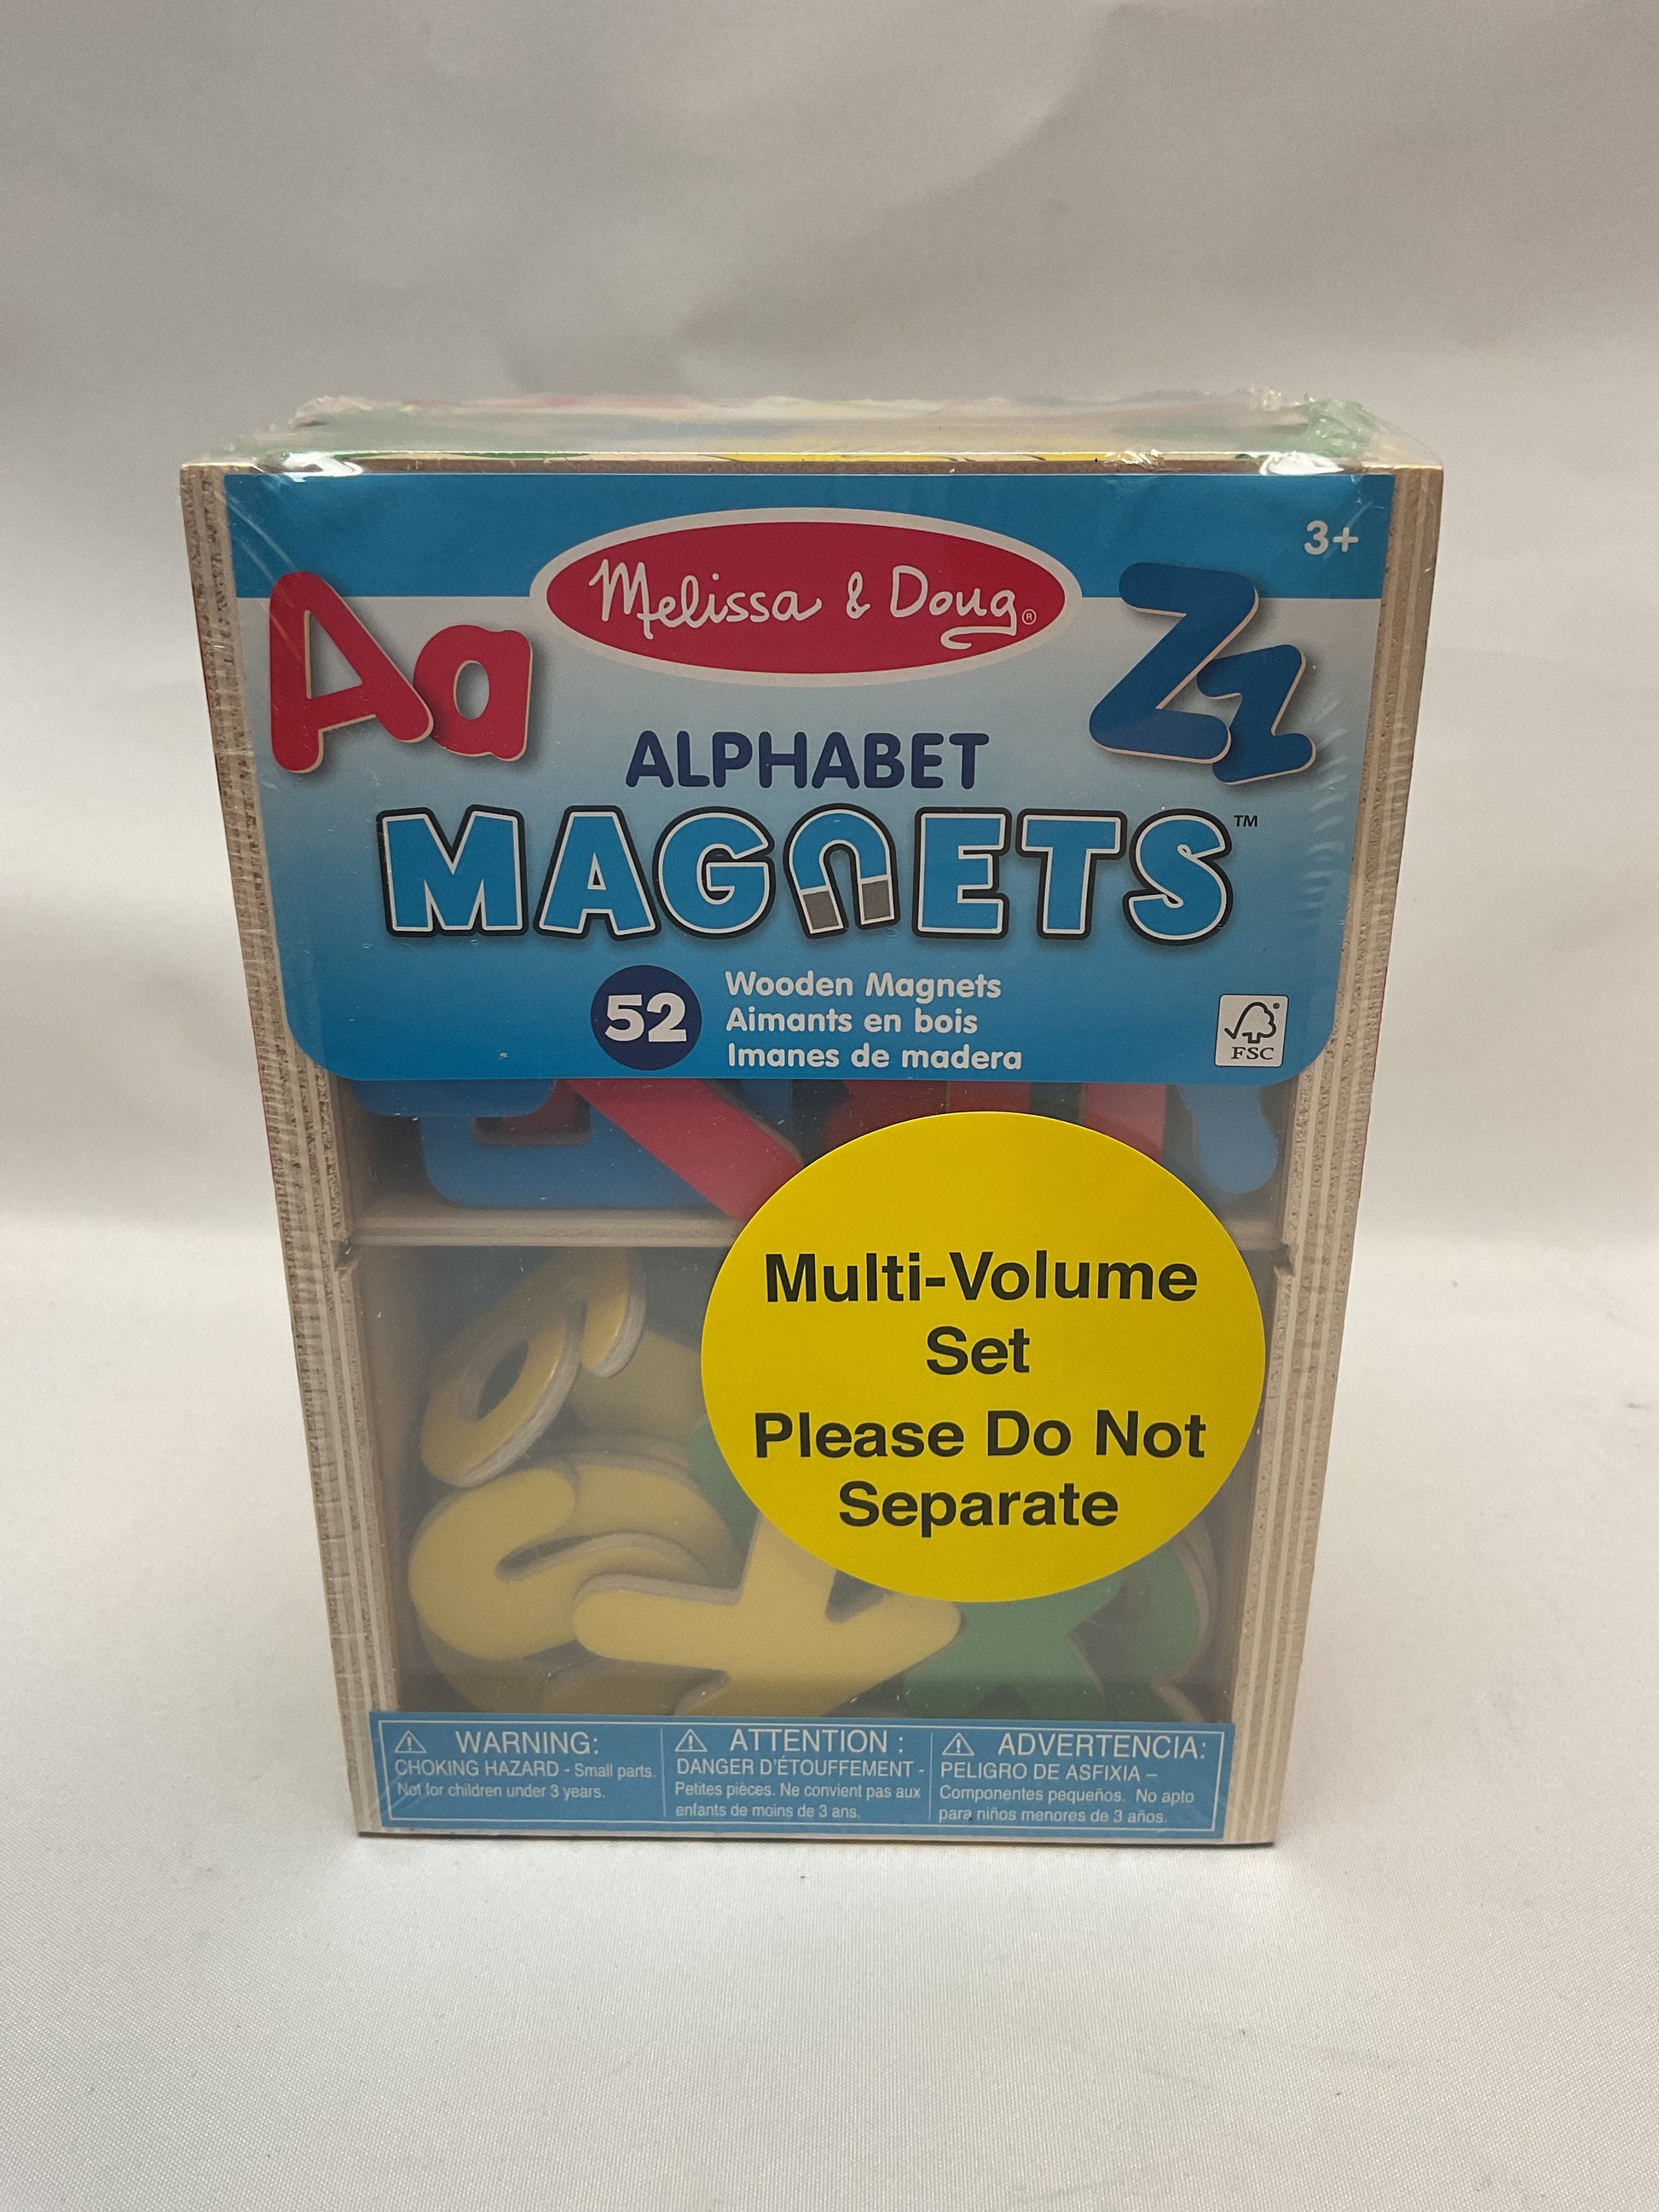 3+
Melissa & Doug®
Aa
Zz
ALPHABET
MAGNETS™
52
Wooden Magnets
Aimants en bois
Imanes de madera
FSC®
Multi-Volume
Set
Please Do Not
Separate
⚠ WARNING:
CHOKING HAZARD - Small parts.
Not for children under 3 years.
⚠ ATTENTION :
DANGER D'ÉTOUFFEMENT -
Petites pièces. Ne convient pas aux
enfants de moins de 3 ans.
⚠ ADVERTENCIA:
PELIGRO DE ASFIXIA –
Componentes pequeños. No apto
para niños menores de 3 años.